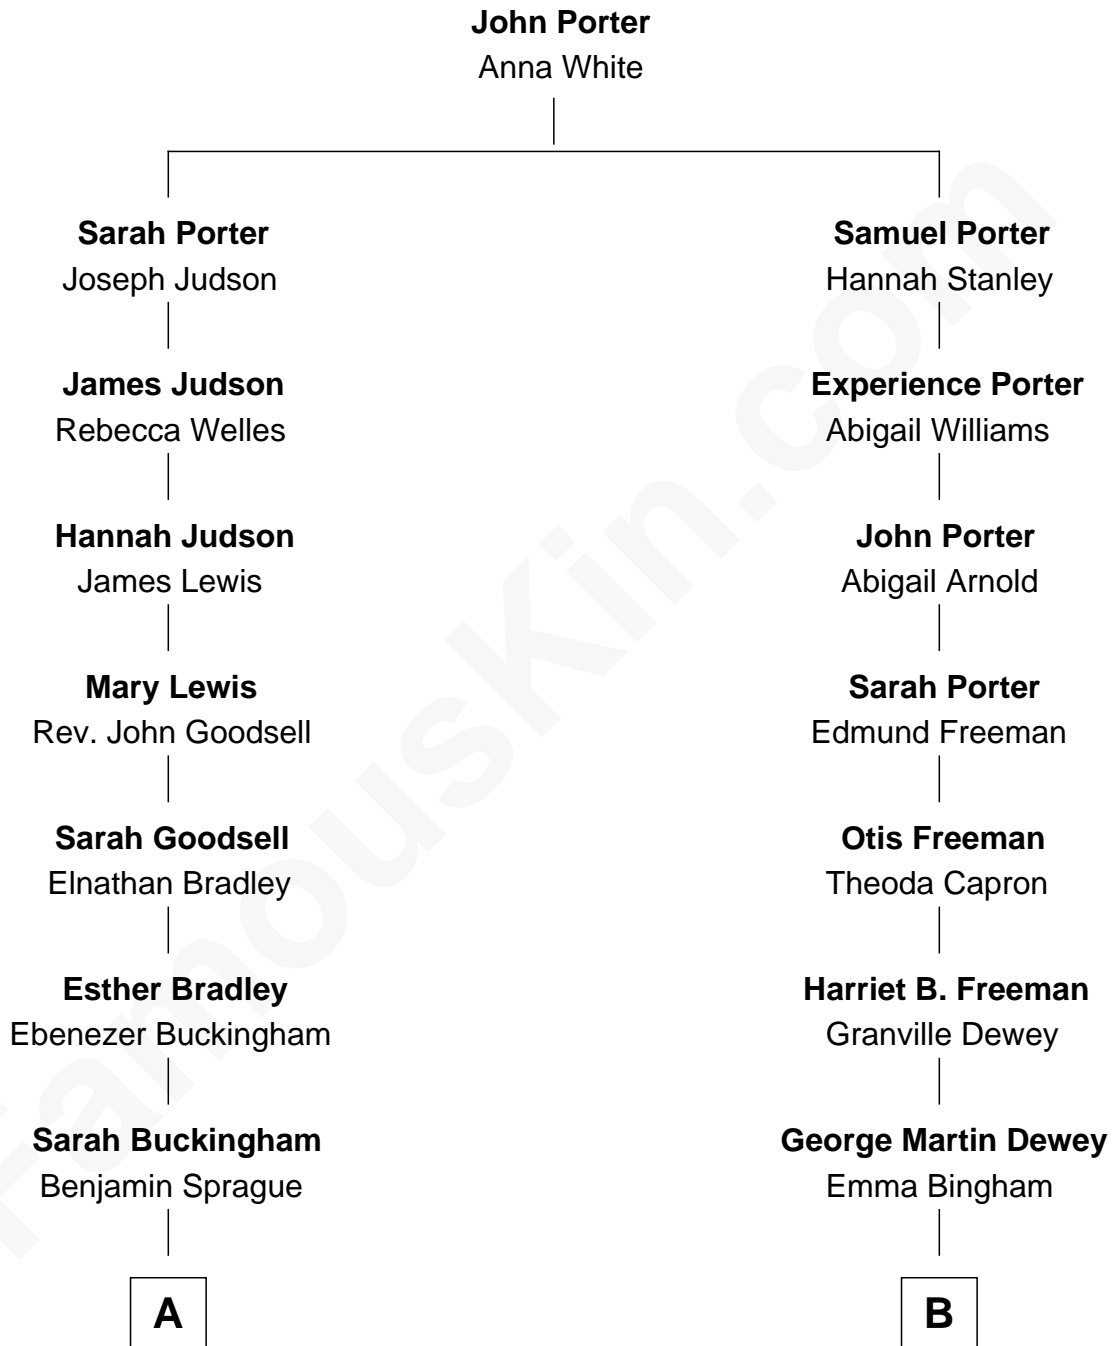 John Porter
Anna White
Sarah Porter
Joseph Judson
Samuel Porter
Hannah Stanley
James Judson
Rebecca Welles
Experience Porter
Abigail Williams
Hannah Judson
James Lewis
John Porter
Abigail Arnold
Mary Lewis
Rev. John Goodsell
Sarah Porter
Edmund Freeman
Sarah Goodsell
Elnathan Bradley
Otis Freeman
Theoda Capron
Esther Bradley
Ebenezer Buckingham
Harriet B. Freeman
Granville Dewey
Sarah Buckingham
Benjamin Sprague
George Martin Dewey
Emma Bingham
A
B
FamousKin.com